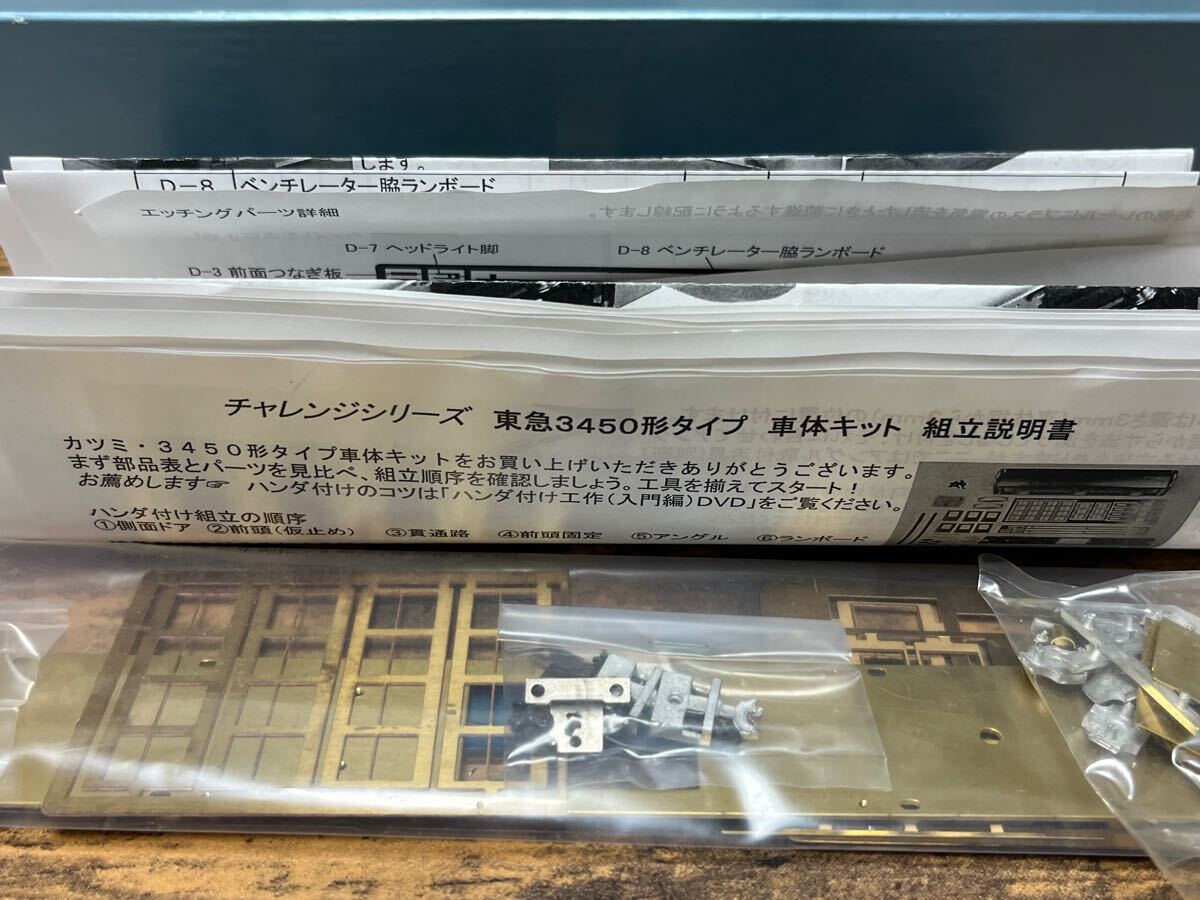 します。
D-8 ベンチレーター脇ランボード
エッチングパーツ詳細
D-7 ヘッドライト脚
D-8 ベンチレーター脇ランボード
D-3 前面つなぎ板
チャレンジシリーズ 東急3450形タイプ 車体キット 組立説明書
カツミ・3450形タイプ車体キットをお買い上げいただきありがとうございます。
まず部品表とパーツを見比べ、組立順序を確認しましょう。工具を揃えてスタート!
お薦めします☞ ハンダ付けのコツは「ハンダ付け工作(入門編)DVD」をご覧ください。
ハンダ付け組立の順序
①側面ドア ②前頭(仮止め) ③貫通路 ④前頭固定 ⑤アングル ⑥ランボード